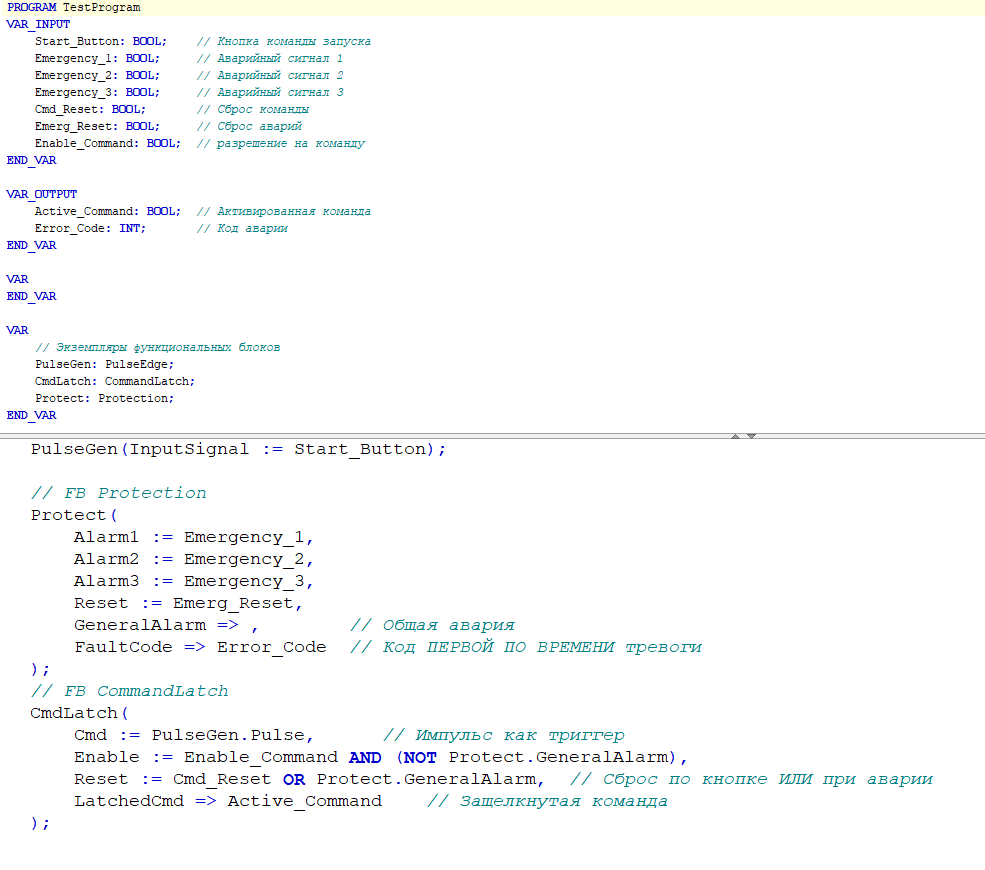 PROGRAM TestProgram
VAR_INPUT
    Start_Button: BOOL;    // Кнопка команды запуска
    Emergency_1: BOOL;     // Аварийный сигнал 1
    Emergency_2: BOOL;     // Аварийный сигнал 2
    Emergency_3: BOOL;     // Аварийный сигнал 3
    Cmd_Reset: BOOL;       // Сброс команды
    Emerg_Reset: BOOL;     // Сброс аварий
    Enable_Command: BOOL;  // разрешение на команду
END_VAR
VAR_OUTPUT
    Active_Command: BOOL;  // Активированная команда
    Error_Code: INT;       // Код аварии
END_VAR
VAR
END_VAR
VAR
    // Экземпляры функциональных блоков
    PulseGen: PulseEdge;
    CmdLatch: CommandLatch;
    Protect: Protection;
END_VAR
PulseGen(InputSignal := Start_Button);
// FB Protection
Protect(
    Alarm1 := Emergency_1,
    Alarm2 := Emergency_2,
    Alarm3 := Emergency_3,
    Reset := Emerg_Reset,
    GeneralAlarm => ,        // Общая авария
    FaultCode => Error_Code  // Код ПЕРВОЙ ПО ВРЕМЕНИ тревоги
);
// FB CommandLatch
CmdLatch(
    Cmd := PulseGen.Pulse,      // Импульс как триггер
    Enable := Enable_Command AND (NOT Protect.GeneralAlarm),
    Reset := Cmd_Reset OR Protect.GeneralAlarm,  // Сброс по кнопке ИЛИ при аварии
    LatchedCmd => Active_Command    // Защелкнутая команда
);